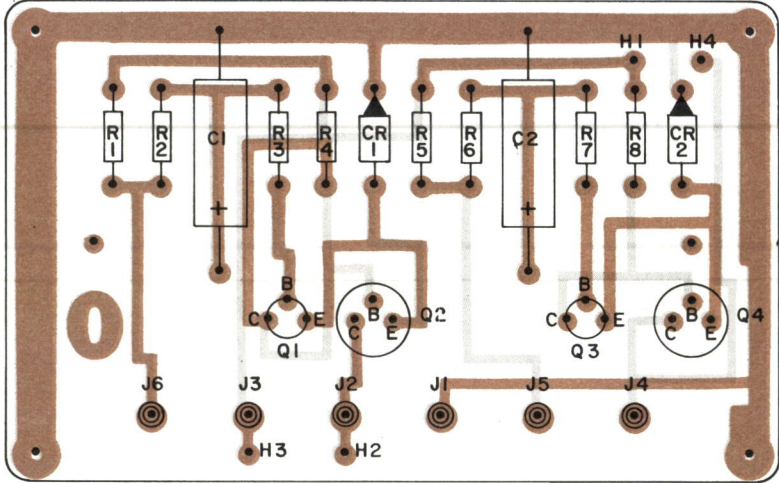 H1 H4
R1 R2 C1 R3 R4 CR1 R5 R6 C2 R7 R8 CR2
+ +
B B B B
C E C E Q2 C E C E Q4
Q1 Q3
J6 J3 J2 J1 J5 J4
H3 H2